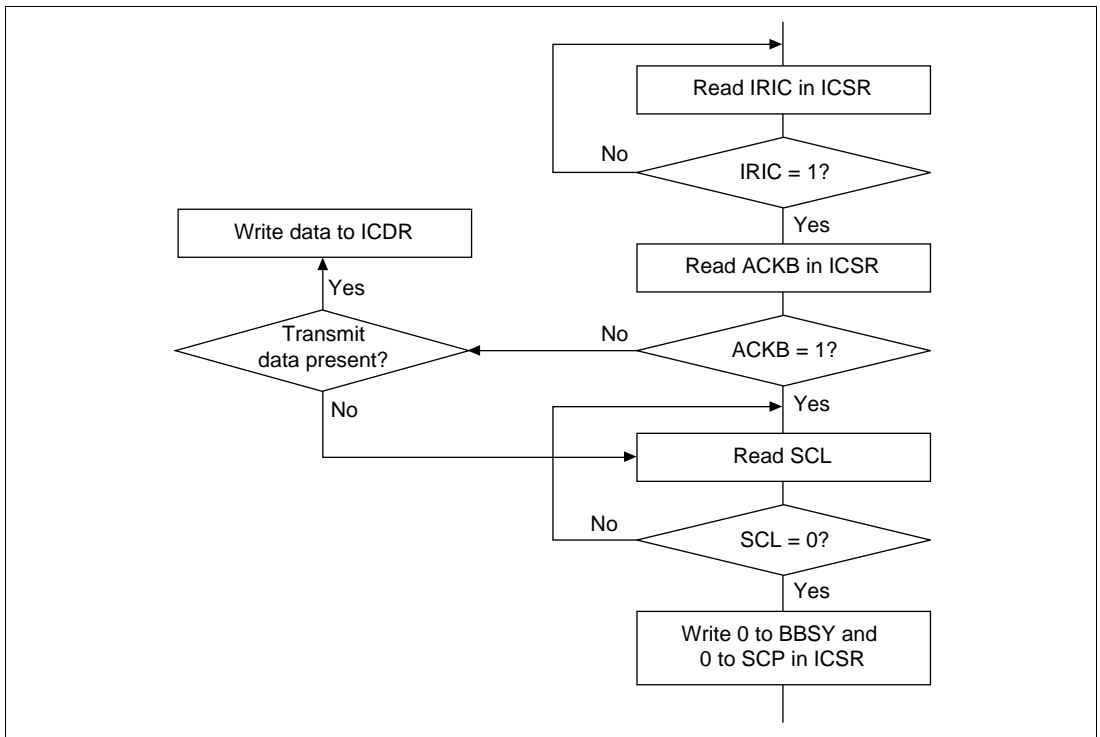 Read IRIC in ICSR
No
IRIC = 1?
Yes
Write data to ICDR
Read ACKB in ICSR
Yes
Transmit
data present?
No
ACKB = 1?
No
Yes
Read SCL
No
SCL = 0?
Yes
Write 0 to BBSY and
0 to SCP in ICSR